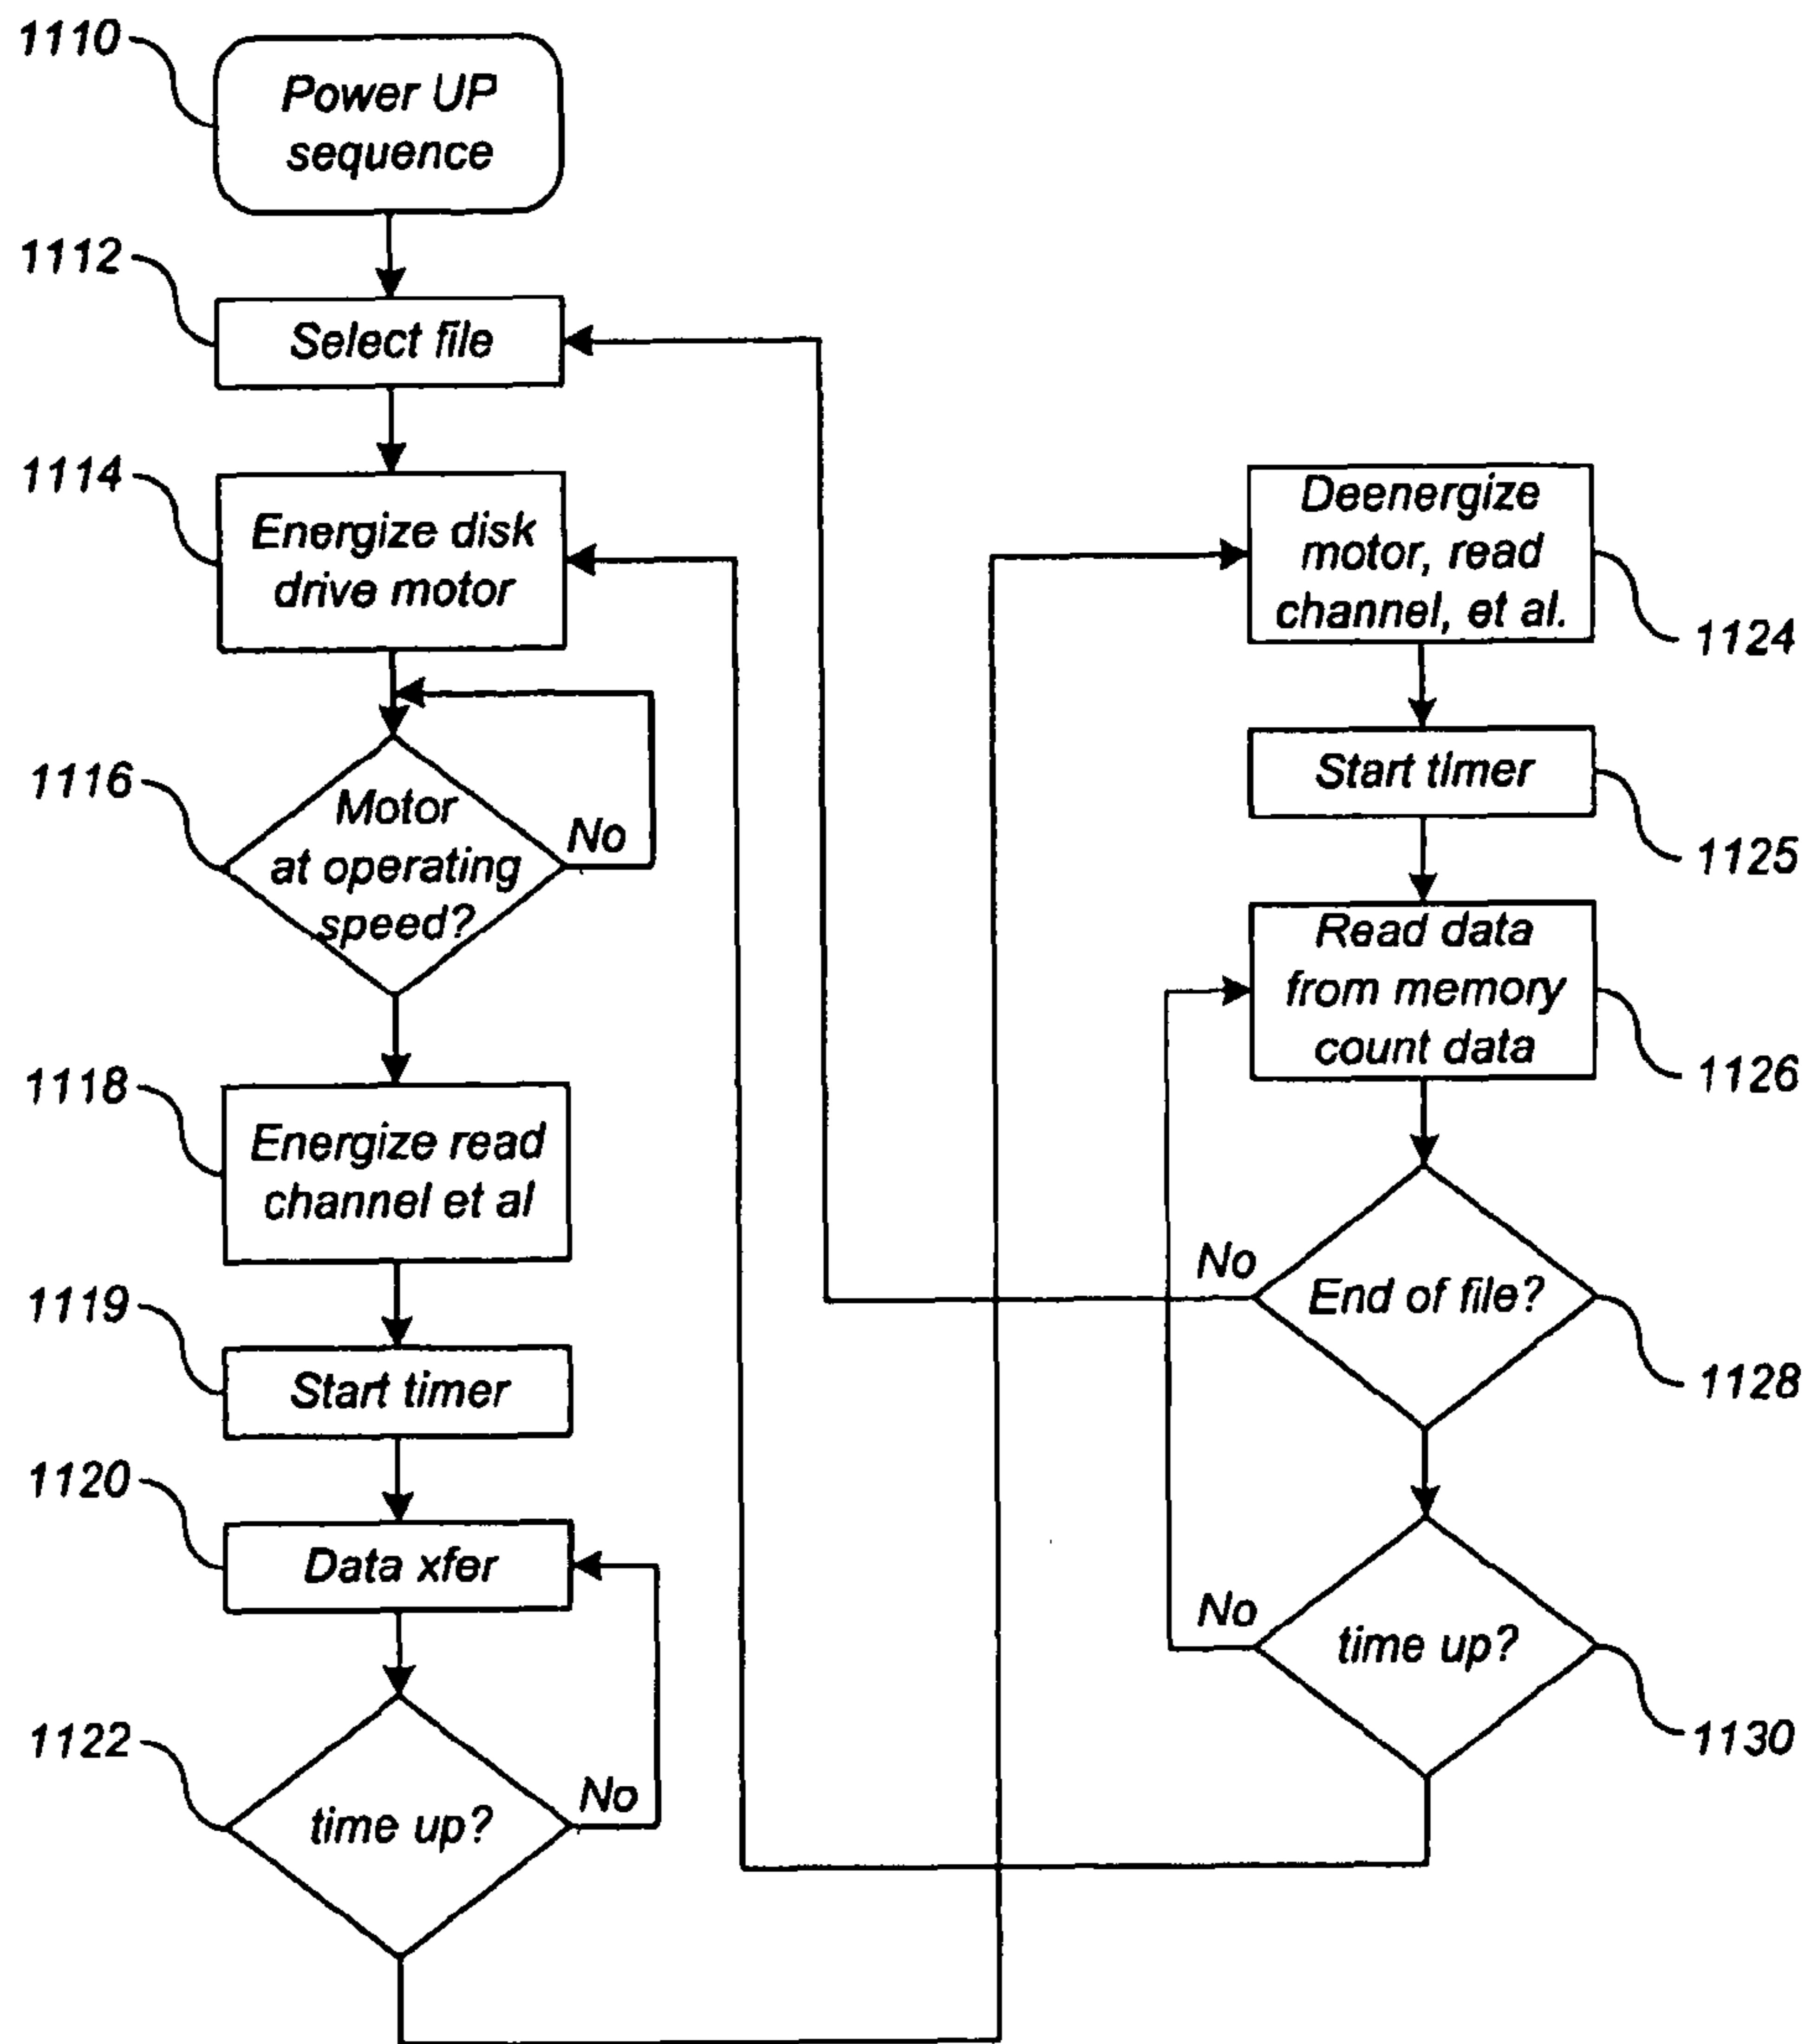 1110
Power UP
sequence
1112
Select file
1114
Energize disk
drive motor
1116
Motor
at operating
speed?
No
1118
Energize read
channel et al
1119
Start timer
1120
Data xfer
1122
time up?
No
Deenergize
motor, read
channel, et al.
1124
Start timer
1125
Read data
from memory
count data
1126
No
End of file?
1128
No
time up?
1130